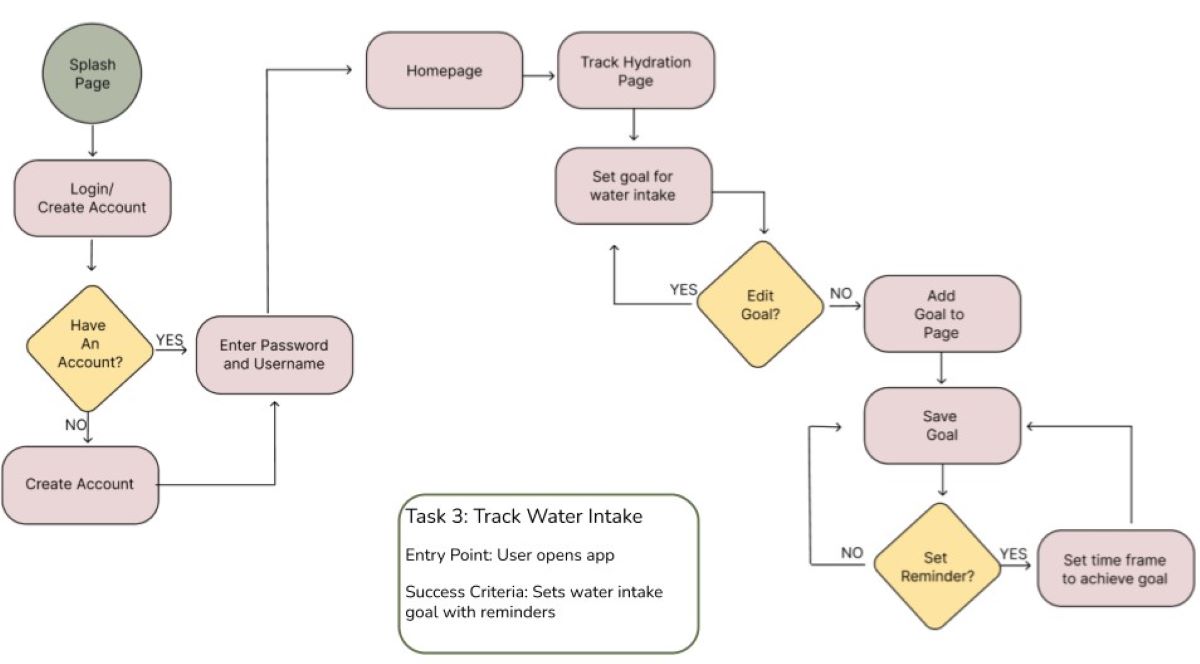 Splash
Page
Login/
Create Account
Have
An
Account?
YES
NO
Create Account
Enter Password
and Username
Homepage
Track Hydration
Page
Set goal for
water intake
Edit
Goal?
YES
NO
Add
Goal to
Page
Save
Goal
Set
Reminder?
NO
YES
Set time frame
to achieve goal
Task 3: Track Water Intake
Entry Point: User opens app
Success Criteria: Sets water intake
goal with reminders